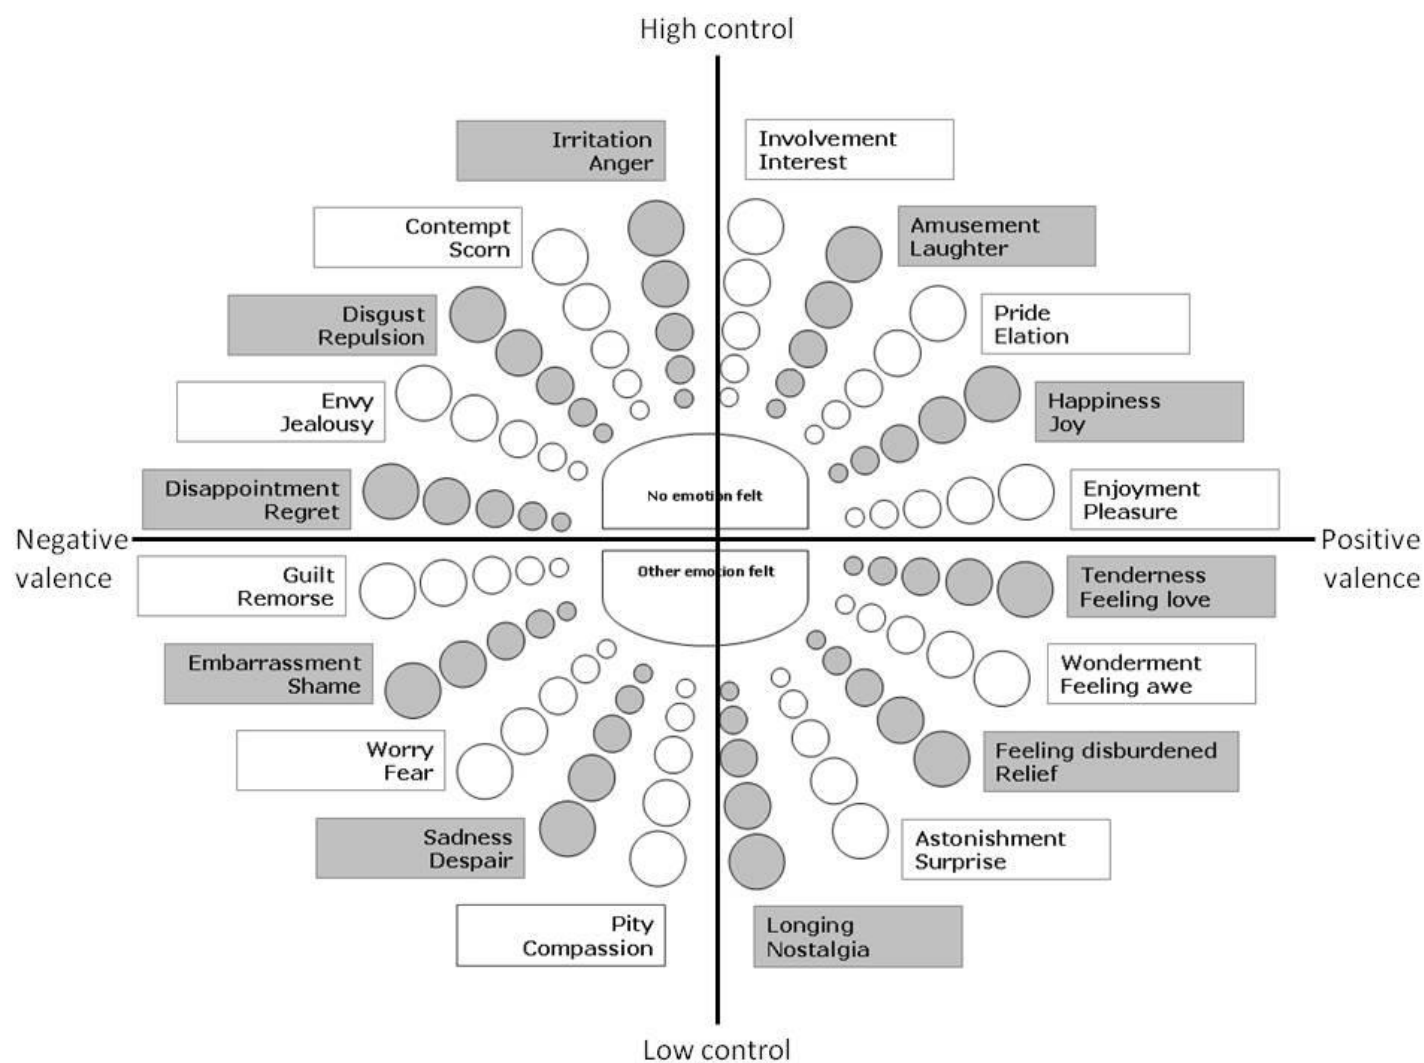 High control
Irritation
Anger
Involvement
Interest
Contempt
Scorn
Amusement
Laughter
Disgust
Repulsion
Pride
Elation
Envy
Jealousy
Happiness
Joy
Disappointment
Regret
No emotion felt
Enjoyment
Pleasure
Negative
valence
Positive
valence
Guilt
Remorse
Other emotion felt
Tenderness
Feeling love
Embarrassment
Shame
Wonderment
Feeling awe
Worry
Fear
Feeling disburdened
Relief
Sadness
Despair
Astonishment
Surprise
Pity
Compassion
Longing
Nostalgia
Low control